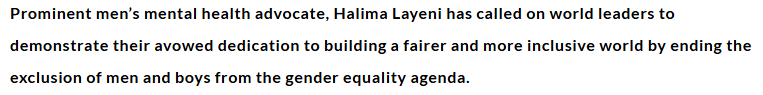 Prominent men’s mental health advocate, Halima Layeni has called on world leaders to
demonstrate their avowed dedication to building a fairer and more inclusive world by ending the
exclusion of men and boys from the gender equality agenda.